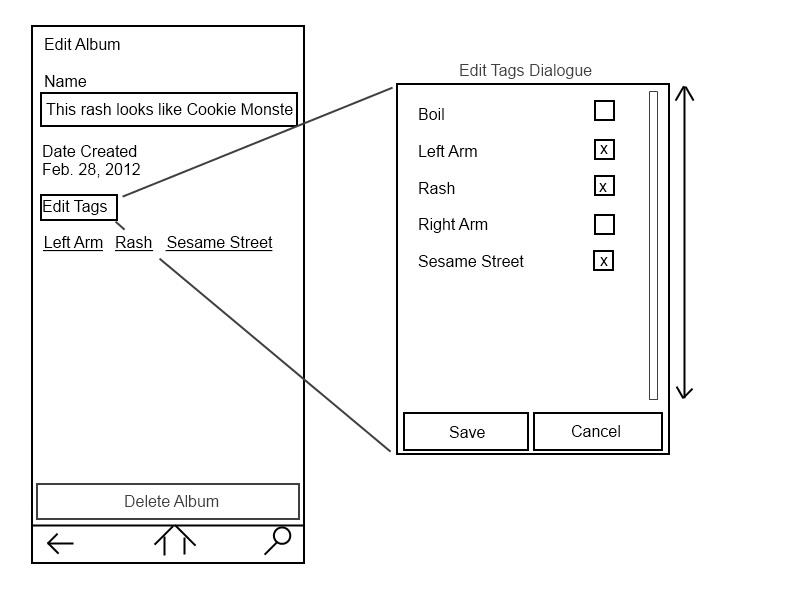 Edit Album
Name
This rash looks like Cookie Monste
Date Created
Feb. 28, 2012
Edit Tags
Left Arm Rash Sesame Street
Delete Album
Edit Tags Dialogue
Boil
Left Arm x
Rash x
Right Arm
Sesame Street x
Save Cancel